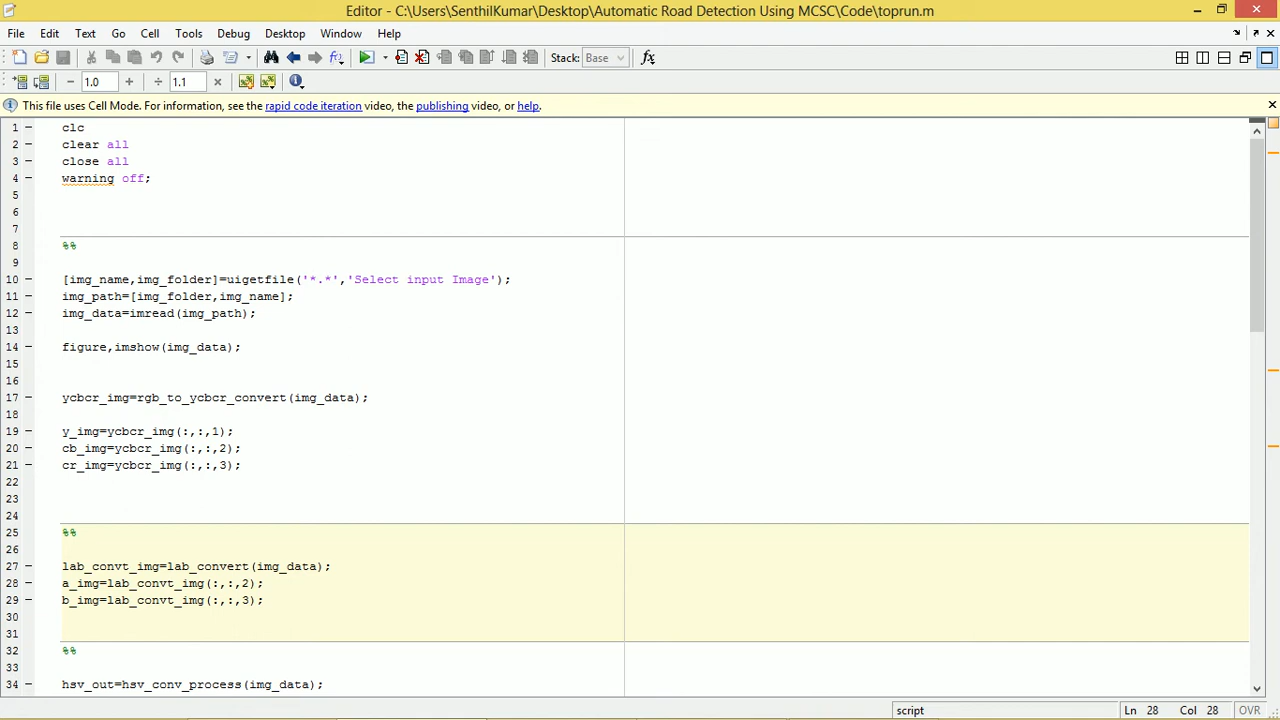 Editor - C:\Users\SenthilKumar\Desktop\Automatic Road Detection Using MCSC\Code\toprun.m
File Edit Text Go Cell Tools Debug Desktop Window Help
Stack: Base fx
− 1.0 + ÷ 1.1 ×
This file uses Cell Mode. For information, see the rapid code iteration video, the publishing video, or help.
1 − clc
2 − clear all
3 − close all
4 − warning off;
5
6
7
8 %%
9
10 − [img_name,img_folder]=uigetfile('*.*','Select input Image');
11 − img_path=[img_folder,img_name];
12 − img_data=imread(img_path);
13
14 − figure,imshow(img_data);
15
16
17 − ycbcr_img=rgb_to_ycbcr_convert(img_data);
18
19 − y_img=ycbcr_img(:,:,1);
20 − cb_img=ycbcr_img(:,:,2);
21 − cr_img=ycbcr_img(:,:,3);
22
23
24
25 %%
26
27 − lab_convt_img=lab_convert(img_data);
28 − a_img=lab_convt_img(:,:,2);
29 − b_img=lab_convt_img(:,:,3);
30
31
32 %%
33
34 − hsv_out=hsv_conv_process(img_data);
script Ln 28 Col 28 OVR